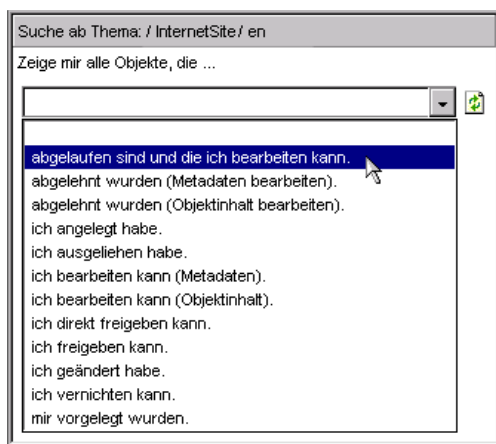 Suche ab Thema: / InternetSite / en
Zeige mir alle Objekte, die ...
abgelaufen sind und die ich bearbeiten kann.
abgelehnt wurden (Metadaten bearbeiten).
abgelehnt wurden (Objektinhalt bearbeiten).
ich angelegt habe.
ich ausgeliehen habe.
ich bearbeiten kann (Metadaten).
ich bearbeiten kann (Objektinhalt).
ich direkt freigeben kann.
ich freigeben kann.
ich geändert habe.
ich vernichten kann.
mir vorgelegt wurden.